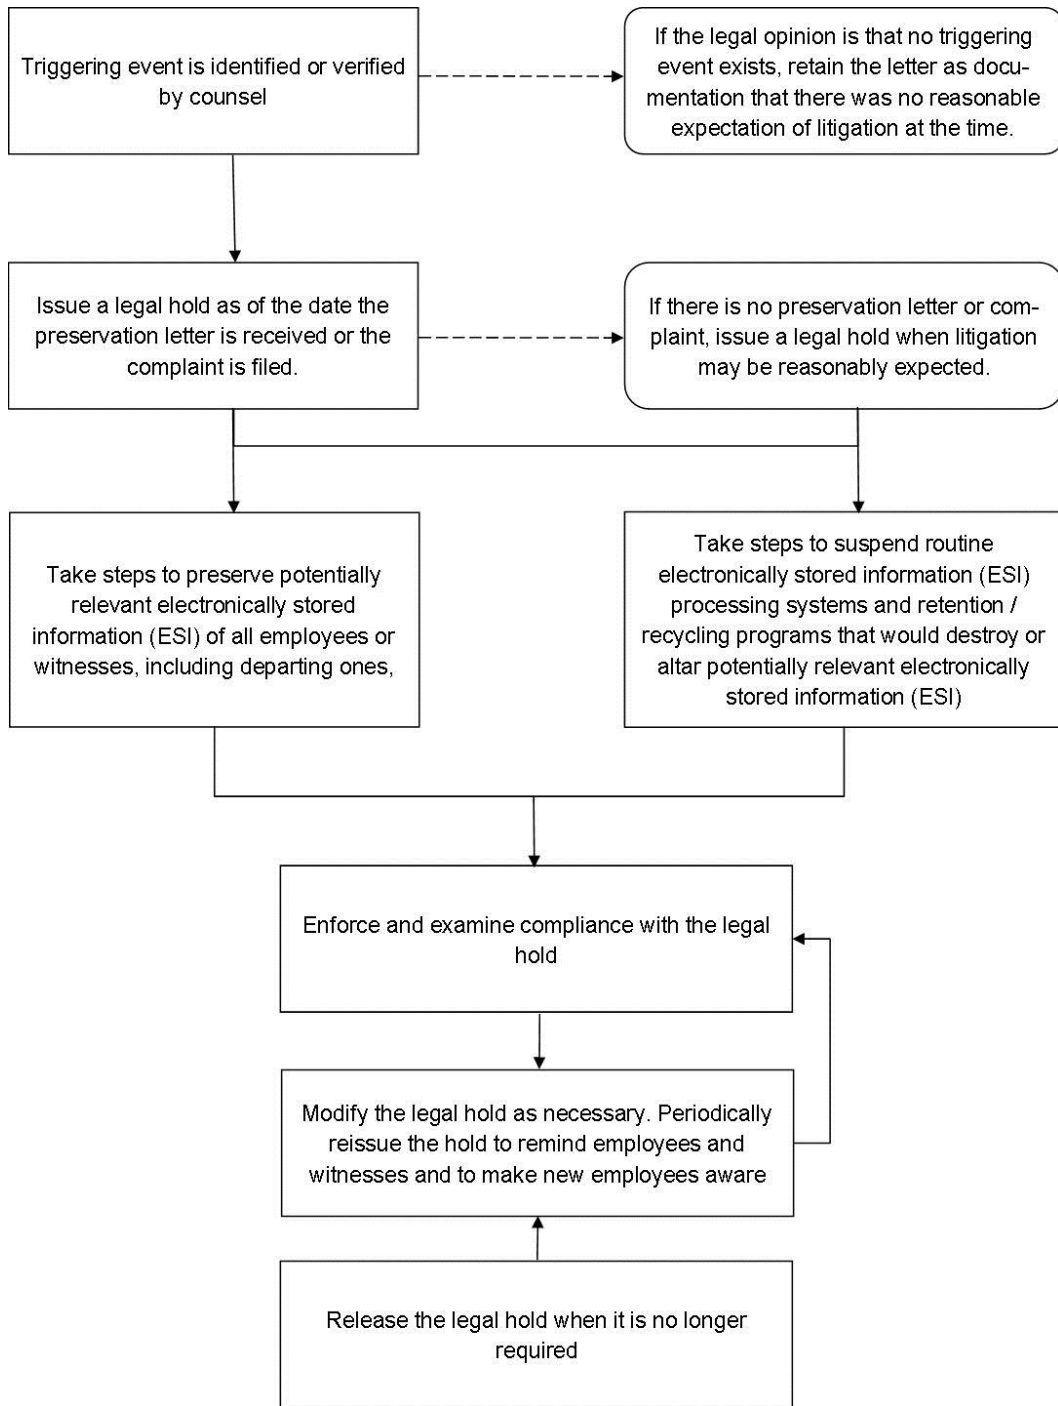 Triggering event is identified or verified
by counsel
If the legal opinion is that no triggering
event exists, retain the letter as docu-
mentation that there was no reasonable
expectation of litigation at the time.
Issue a legal hold as of the date the
preservation letter is received or the
complaint is filed.
If there is no preservation letter or com-
plaint, issue a legal hold when litigation
may be reasonably expected.
Take steps to preserve potentially
relevant electronically stored
information (ESI) of all employees or
witnesses, including departing ones,
Take steps to suspend routine
electronically stored information (ESI)
processing systems and retention /
recycling programs that would destroy or
altar potentially relevant electronically
stored information (ESI)
Enforce and examine compliance with the legal
hold
Modify the legal hold as necessary. Periodically
reissue the hold to remind employees and
witnesses and to make new employees aware
Release the legal hold when it is no longer
required